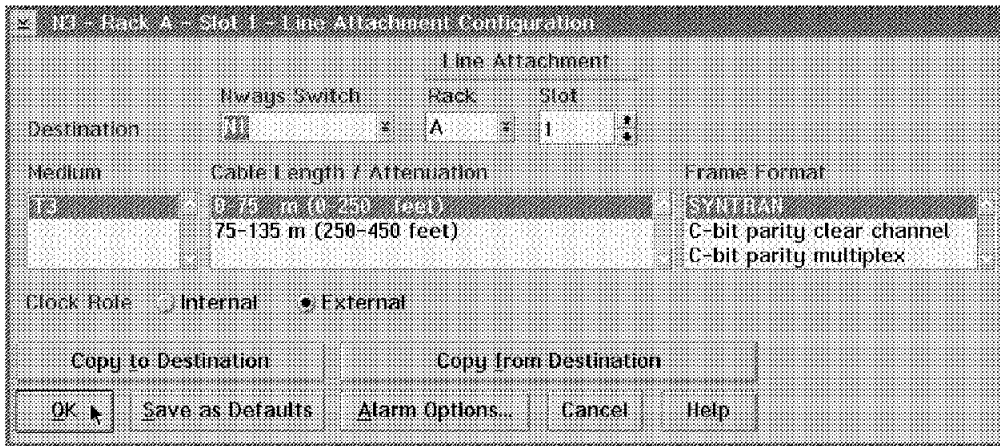 N3 - Rack A - Slot 1 - Line Attachment Configuration
Line Attachment
Nways Switch Rack Slot
Destination N1 A 1
Medium Cable Length / Attenuation Frame Format
T3 0-75 m (0-250 feet) SYNTRAN
75-135 m (250-450 feet) C-bit parity clear channel
C-bit parity multiplex
Clock Role Internal External
Copy to Destination Copy from Destination
OK Save as Defaults Alarm Options... Cancel Help